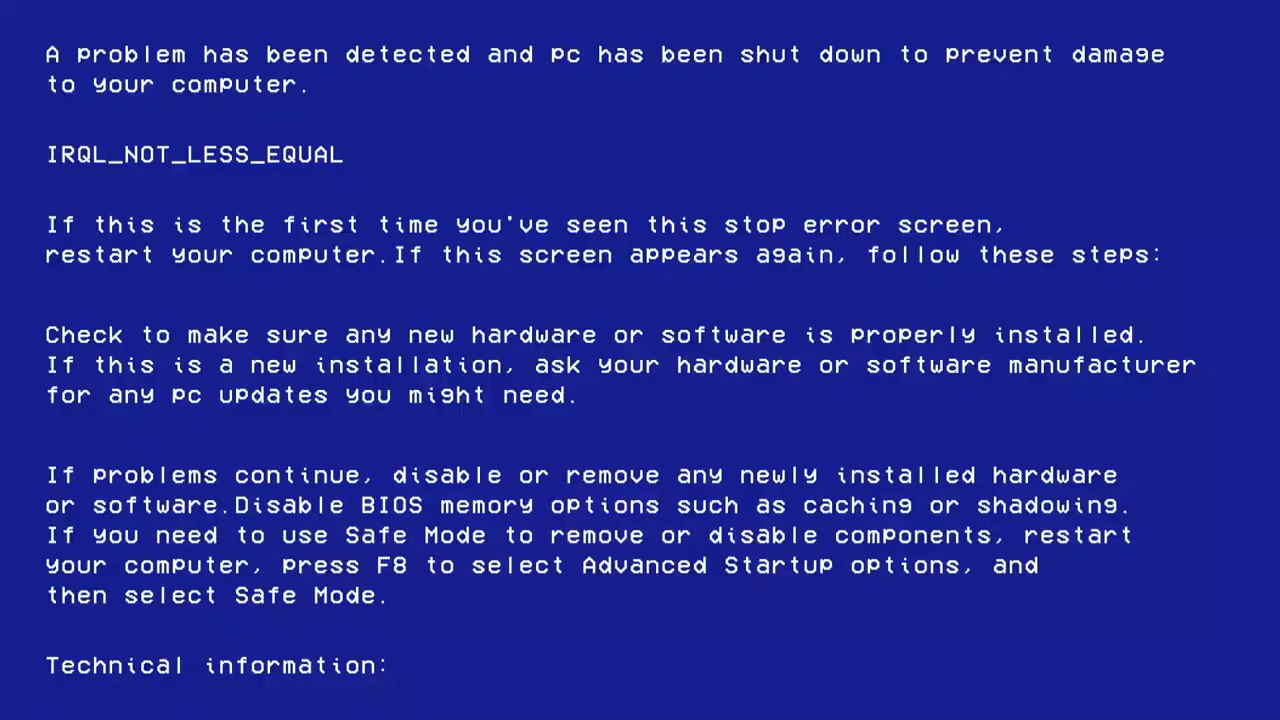 A problem has been detected and pc has been shut down to prevent damage
to your computer.
IRQL_NOT_LESS_EQUAL
If this is the first time you've seen this stop error screen,
restart your computer.If this screen appears again, follow these steps:
Check to make sure any new hardware or software is properly installed.
If this is a new installation, ask your hardware or software manufacturer
for any pc updates you might need.
If problems continue, disable or remove any newly installed hardware
or software.Disable BIOS memory options such as caching or shadowing.
If you need to use Safe Mode to remove or disable components, restart
your computer, press F8 to select Advanced Startup options, and
then select Safe Mode.
Technical information: